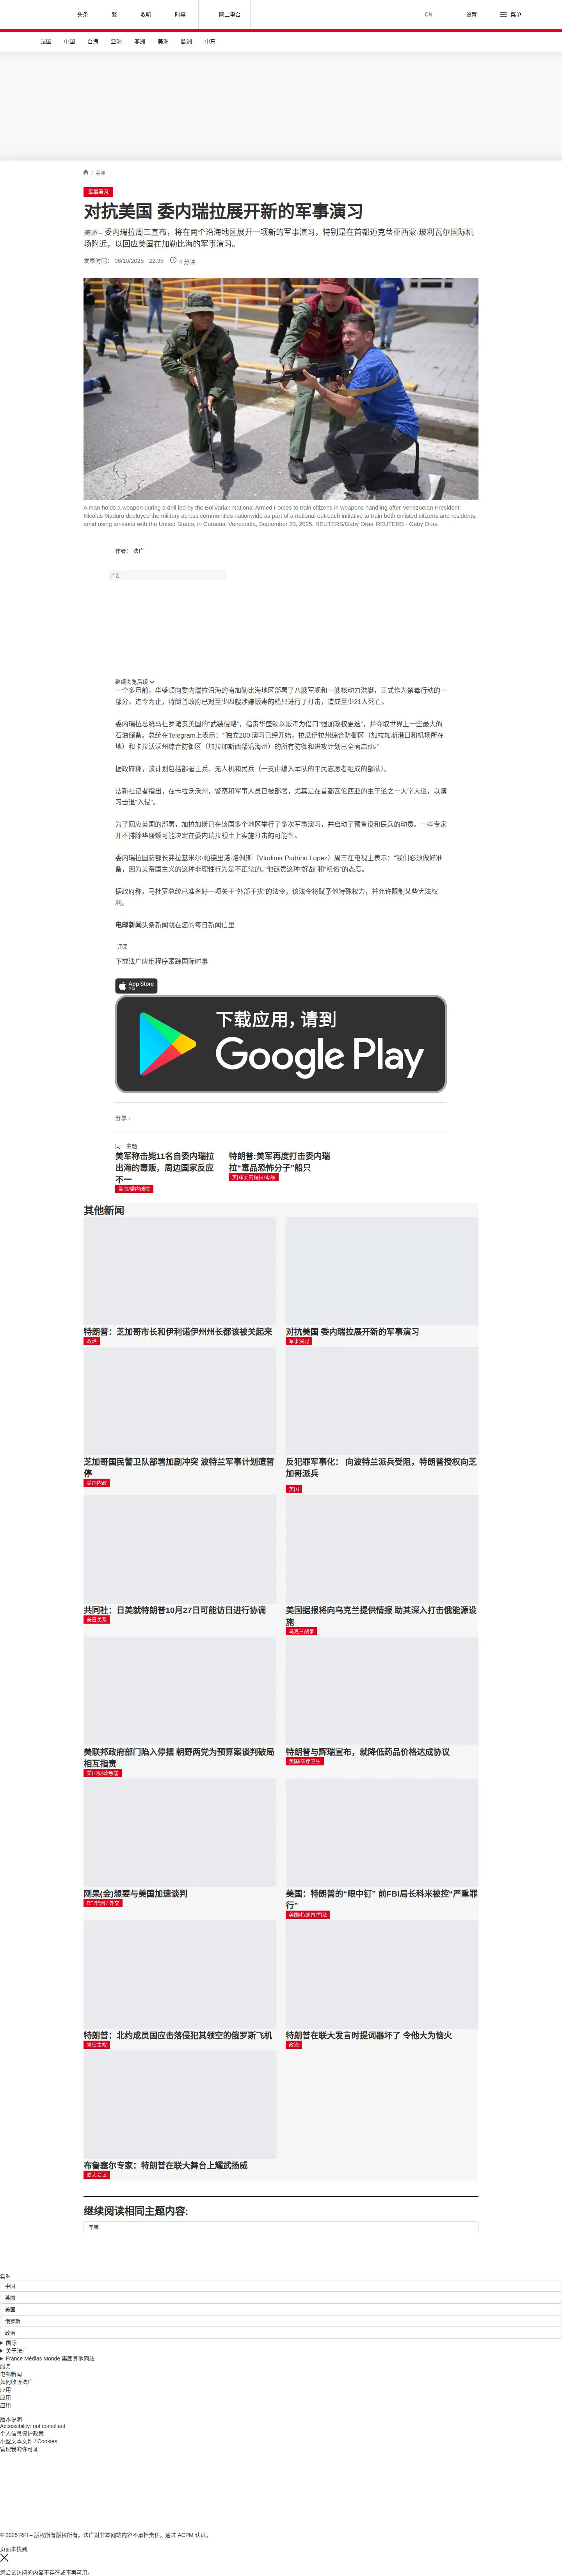 头条 繁 收听 时事 网上电台 CN 设置 菜单
法国 中国 台海 亚洲 非洲 美洲 欧洲 中东
/ 美洲
军事演习
对抗美国 委内瑞拉展开新的军事演习
美洲 – 委内瑞拉周三宣布，将在两个沿海地区展开一项新的军事演习，特别是在首都迈克蒂亚西蒙·玻利瓦尔国际机
场附近，以回应美国在加勒比海的军事演习。
发表时间： 08/10/2025 - 22:35 4 分钟
A man holds a weapon during a drill led by the Bolivarian National Armed Forces to train citizens in weapons handling after Venezuelan President
Nicolas Maduro deployed the military across communities nationwide as part of a national outreach initiative to train both enlisted citizens and residents,
amid rising tensions with the United States, in Caracas, Venezuela, September 20, 2025. REUTERS/Gaby Oraa REUTERS - Gaby Oraa
作者： 法广
广告
继续浏览后续
一个多月前，华盛顿向委内瑞拉沿海的南加勒比海地区部署了八艘军舰和一艘核动力潜艇，正式作为禁毒行动的一
部分。迄今为止，特朗普政府已对至少四艘涉嫌贩毒的船只进行了打击，造成至少21人死亡。
委内瑞拉总统马杜罗谴责美国的“武装侵略”，指责华盛顿以贩毒为借口“强加政权更迭”，并夺取世界上一些最大的
石油储备。总统在Telegram上表示：“‘独立200’演习已经开始，拉瓜伊拉州综合防御区（加拉加斯港口和机场所在
地）和卡拉沃沃州综合防御区（加拉加斯西部沿海州）的所有防御和进攻计划已全面启动。”
据政府称，该计划包括部署士兵、无人机和民兵（一支由编入军队的平民志愿者组成的部队）。
法新社记者指出，在卡拉沃沃州，警察和军事人员已被部署，尤其是在首都瓦伦西亚的主干道之一大学大道，以演
习击退“入侵”。
为了回应美国的部署，加拉加斯已在该国多个地区举行了多次军事演习，并启动了预备役和民兵的动员。一些专家
并不排除华盛顿可能决定在委内瑞拉领土上实施打击的可能性。
委内瑞拉国防部长弗拉基米尔·帕德里诺·洛佩斯（Vladimir Padrino Lopez）周三在电视上表示：“我们必须做好准
备，因为美帝国主义的这种非理性行为是不正常的。”他谴责这种“好战”和“粗俗”的态度。
据政府称，马杜罗总统已准备好一项关于“外部干扰”的法令，该法令将赋予他特殊权力，并允许限制某些宪法权
利。
电邮新闻头条新闻就在您的每日新闻信里
订阅
下载法广应用程序跟踪国际时事
App Store
下载
下载应用，请到
Google Play
分享 :
同一主题
美军称击毙11名自委内瑞拉
出海的毒贩，周边国家反应
不一
美国/委内瑞拉
特朗普:美军再度打击委内瑞
拉“毒品恐怖分子”船只
美国/委内瑞拉/毒品
其他新闻
特朗普：芝加哥市长和伊利诺伊州州长都该被关起来
政治
对抗美国 委内瑞拉展开新的军事演习
军事演习
芝加哥国民警卫队部署加剧冲突 波特兰军事计划遭暂
停
美国内政
反犯罪军事化： 向波特兰派兵受阻，特朗普授权向芝
加哥派兵
美国
共同社：日美就特朗普10月27日可能访日进行协调
美日关系
美国据报将向乌克兰提供情报 助其深入打击俄能源设
施
乌克兰战争
美联邦政府部门陷入停摆 朝野两党为预算案谈判破局
相互指责
美国/财政悬崖
特朗普与辉瑞宣布，就降低药品价格达成协议
美国/医疗卫生
刚果(金)想要与美国加速谈判
RFI非洲 / 外交
美国：特朗普的“眼中钉” 前FBI局长科米被控“严重罪
行”
美国/特朗普/司法
特朗普：北约成员国应击落侵犯其领空的俄罗斯飞机
领空主权
特朗普在联大发言时提词器坏了 令他大为恼火
政治
布鲁塞尔专家：特朗普在联大舞台上耀武扬威
联大会议
继续阅读相同主题内容:
军事
实时
中国
英国
美国
俄罗斯
政治
国际
关于法广
France Médias Monde 集团其他网站
服务
电邮新闻
如何收听法广
应用
应用
应用
版本说明
Accessibility: not compliant
个人信息保护政策
小型文本文件 / Cookies
管理我的许可证
© 2025 RFI – 版权所有版权所有。法广对非本网站内容不承担责任。通过 ACPM 认证。
页面未找到
您尝试访问的内容不存在或不再可用。